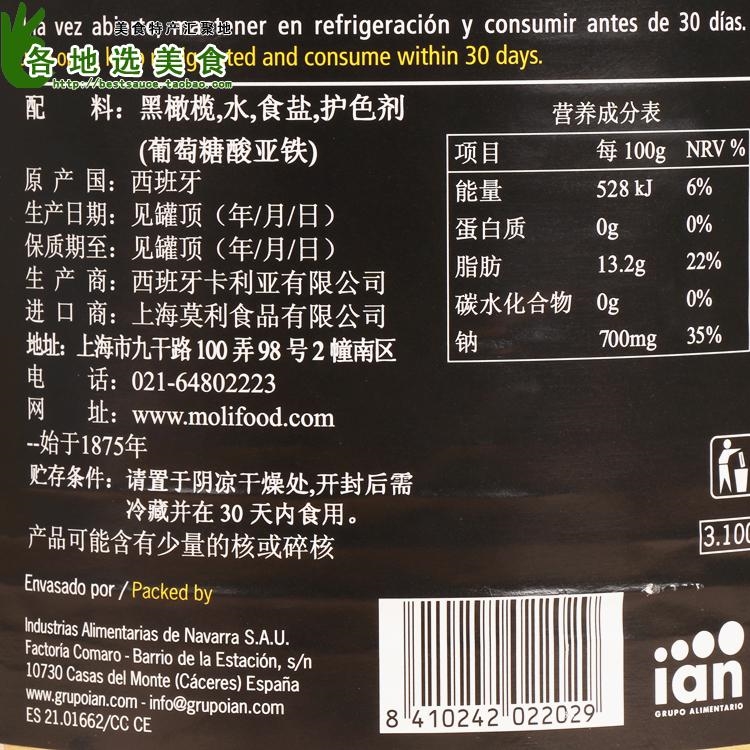 abi ner en refrigeración y consumir antes de 30 días.
美食特产汇聚地
ted and consume within 30 days.
各地选美食
http://bestsauce.taobao.com
配 料：黑橄榄,水,食盐,护色剂
(葡萄糖酸亚铁)
原 产 国：西班牙
生产日期：见罐顶（年/月/日）
保质期至：见罐顶（年/月/日）
生 产 商：西班牙卡利亚有限公司
进 口 商：上海莫利食品有限公司
地址：上海市九干路 100 弄 98 号 2 幢南区
电 话：021-64802223
网 址：www.molifood.com
--始于1875年
贮存条件：请置于阴凉干燥处,开封后需
冷藏并在 30 天内食用。
产品可能含有少量的核或碎核
营养成分表
项目 每 100g NRV %
能量 528 kJ 6%
蛋白质 0g 0%
脂肪 13.2g 22%
碳水化合物 0g 0%
钠 700mg 35%
3.100
Envasado por / Packed by
Industrias Alimentarias de Navarra S.A.U.
Factoría Comaro - Barrio de la Estación, s/n
10730 Casas del Monte (Cáceres) España
www.grupoian.com - info@grupoian.com
ES 21.01662/CC CE
8 410242 022029
ian
GRUPO ALIMENTARIO